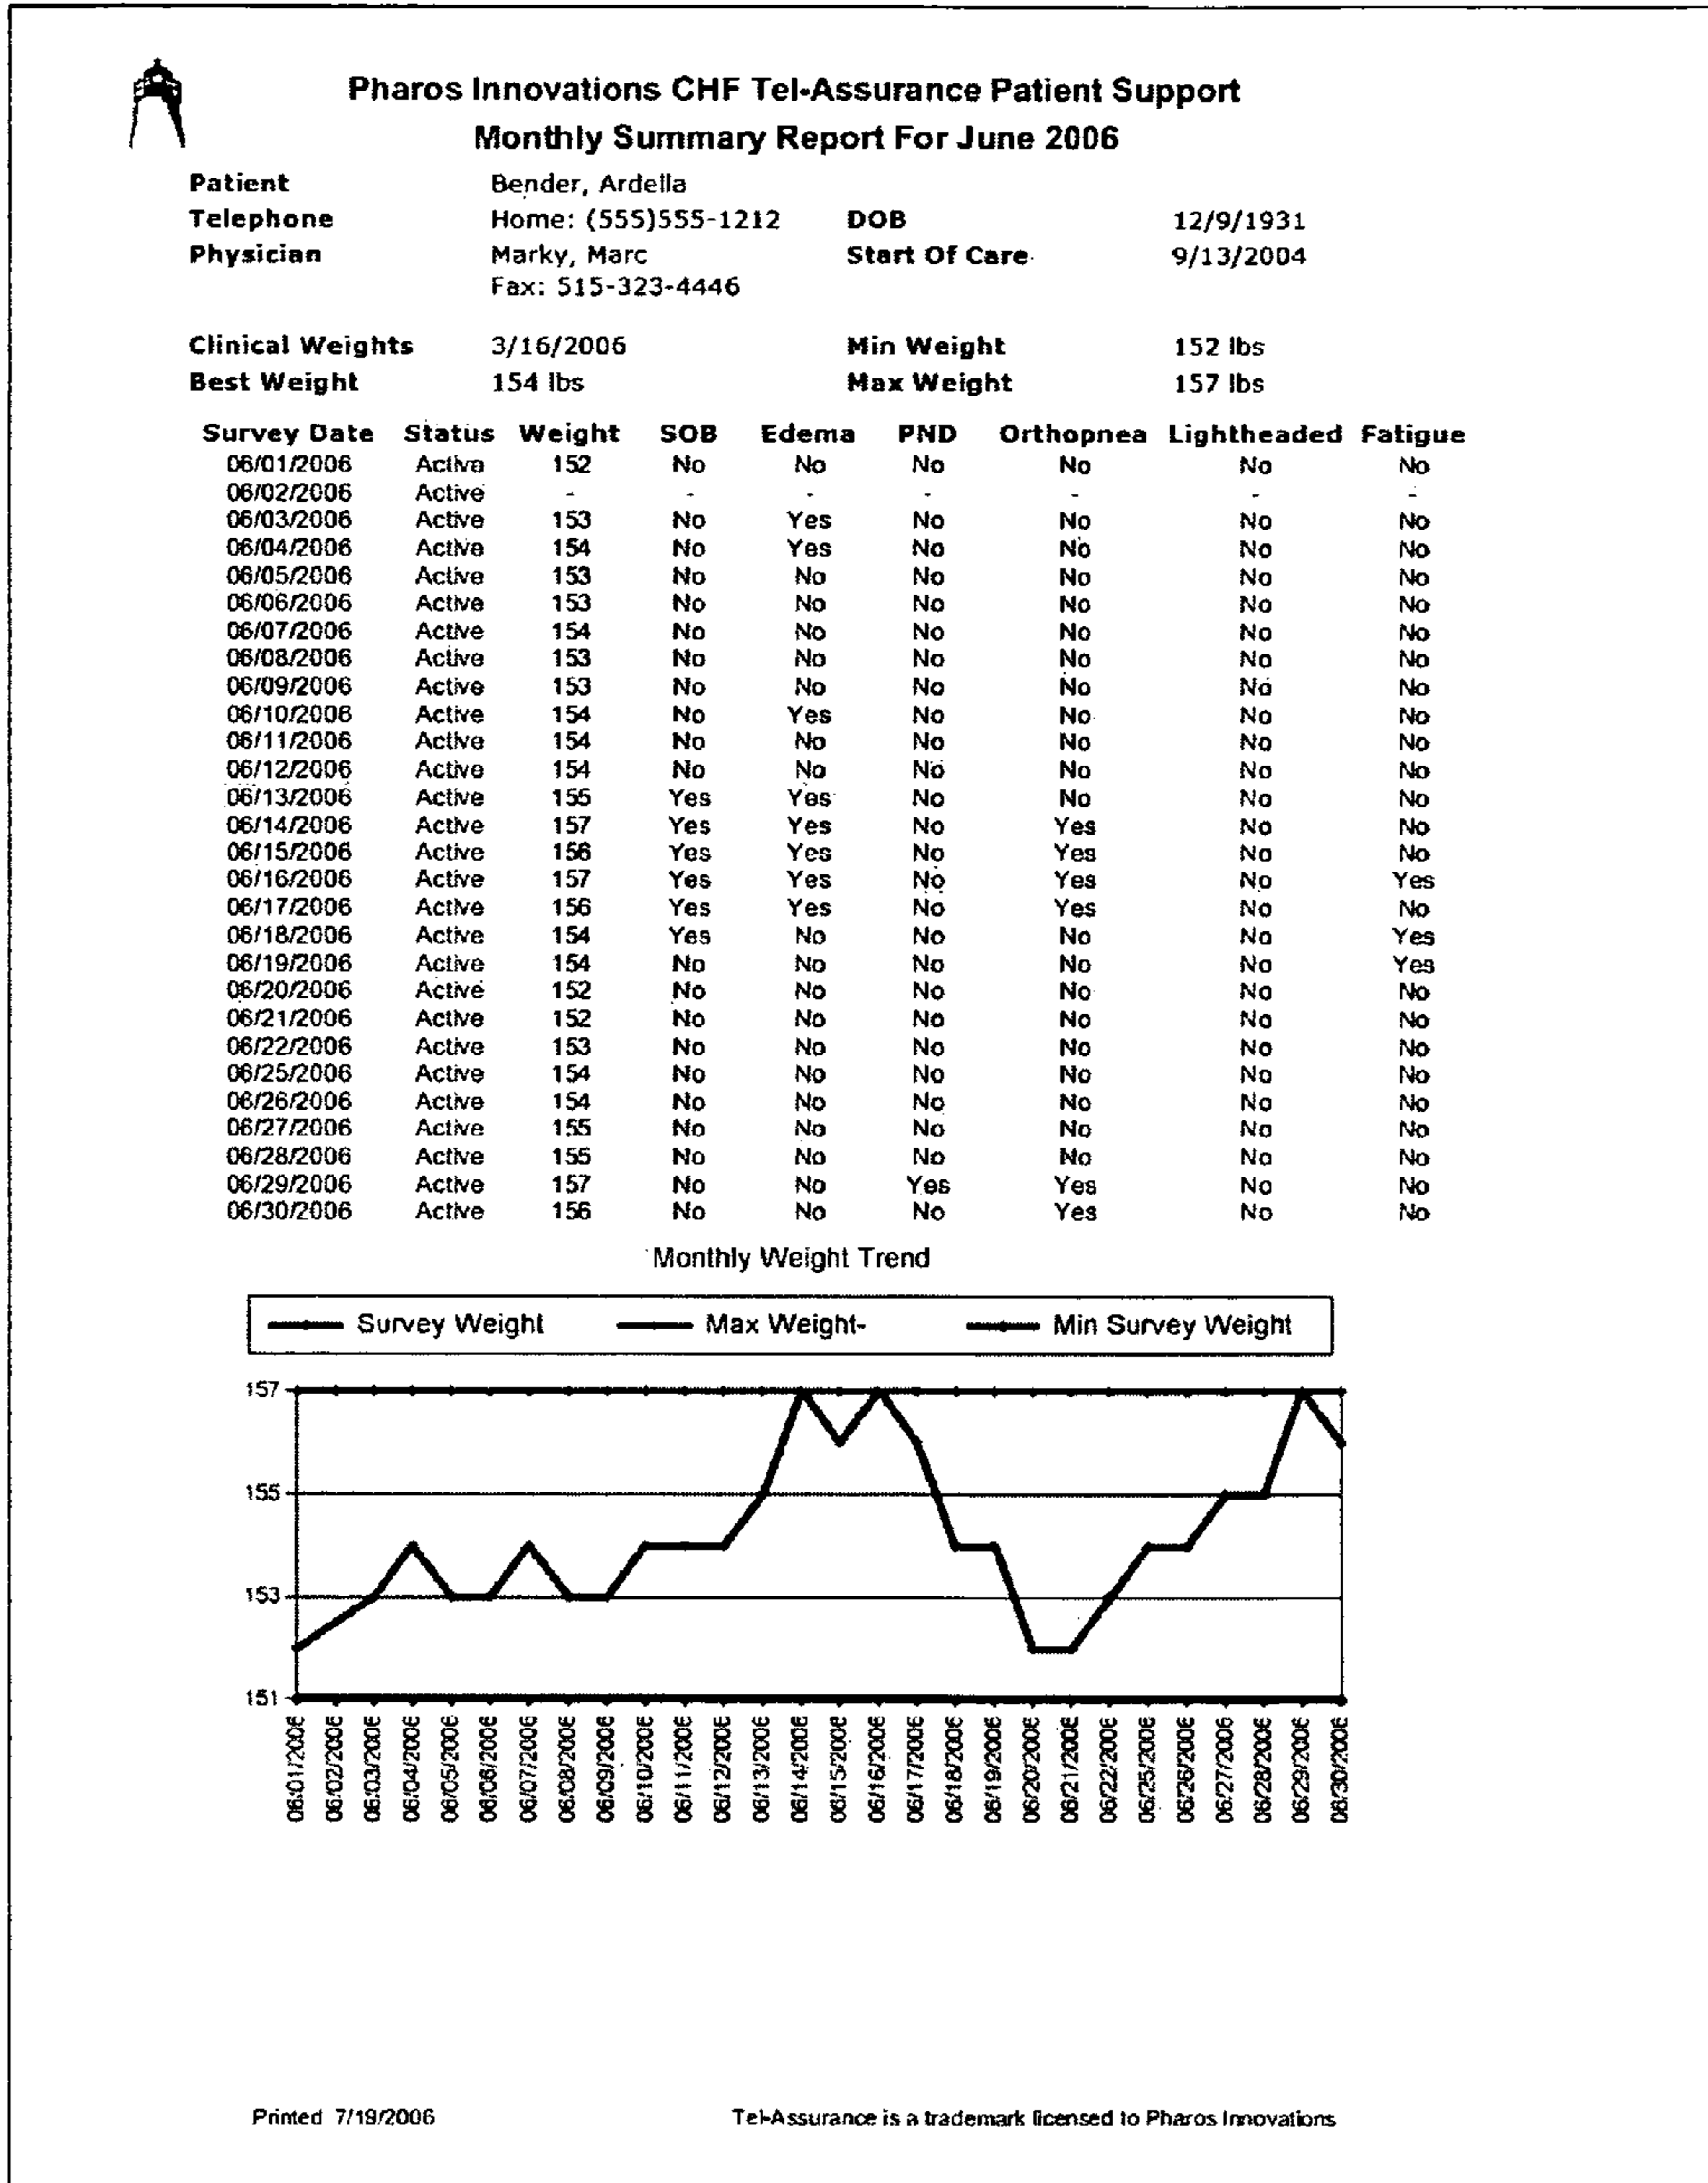 Pharos Innovations CHF Tel-Assurance Patient Support
Monthly Summary Report For June 2006
Patient Bender, Ardella
Telephone Home: (555)555-1212 DOB 12/9/1931
Physician Marky, Marc Start Of Care 9/13/2004
Fax: 515-323-4446
Clinical Weights 3/16/2006 Min Weight 152 lbs
Best Weight 154 lbs Max Weight 157 lbs
Survey Date Status Weight SOB Edema PND Orthopnea Lightheaded Fatigue
06/01/2006 Active 152 No No No No No No
06/02/2006 Active - - - - - - -
06/03/2006 Active 153 No Yes No No No No
06/04/2006 Active 154 No Yes No No No No
06/05/2006 Active 153 No No No No No No
06/06/2006 Active 153 No No No No No No
06/07/2006 Active 154 No No No No No No
06/08/2006 Active 153 No No No No No No
06/09/2006 Active 153 No No No No No No
06/10/2006 Active 154 No Yes No No No No
06/11/2006 Active 154 No No No No No No
06/12/2006 Active 154 No No No No No No
06/13/2006 Active 155 Yes Yes No No No No
06/14/2006 Active 157 Yes Yes No Yes No No
06/15/2006 Active 156 Yes Yes No Yes No No
06/16/2006 Active 157 Yes Yes No Yes No Yes
06/17/2006 Active 156 Yes Yes No Yes No No
06/18/2006 Active 154 Yes No No No No Yes
06/19/2006 Active 154 No No No No No Yes
06/20/2006 Active 152 No No No No No No
06/21/2006 Active 152 No No No No No No
06/22/2006 Active 153 No No No No No No
06/25/2006 Active 154 No No No No No No
06/26/2006 Active 154 No No No No No No
06/27/2006 Active 155 No No No No No No
06/28/2006 Active 155 No No No No No No
06/29/2006 Active 157 No No Yes Yes No No
06/30/2006 Active 156 No No No Yes No No
Monthly Weight Trend
Survey Weight Max Weight- Min Survey Weight
157
155
153
151
06/01/2006
06/02/2006
06/03/2006
06/04/2006
06/05/2006
06/06/2006
06/07/2006
06/08/2006
06/09/2006
06/10/2006
06/11/2006
06/12/2006
06/13/2006
06/14/2006
06/15/2006
06/16/2006
06/17/2006
06/18/2006
06/19/2006
06/20/2006
06/21/2006
06/22/2006
06/25/2006
06/26/2006
06/27/2006
06/28/2006
06/29/2006
06/30/2006
Printed 7/19/2006 Tel-Assurance is a trademark licensed to Pharos Innovations